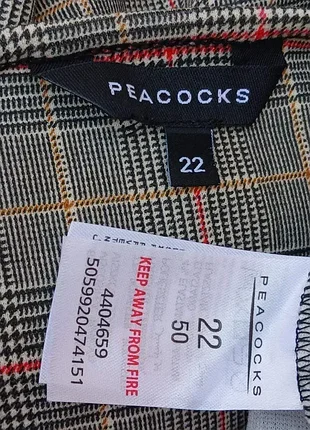 PEACOCKS
22
PEACOCKS
22
50
KEEP AWAY FROM FIRE
4404659
5059920474151